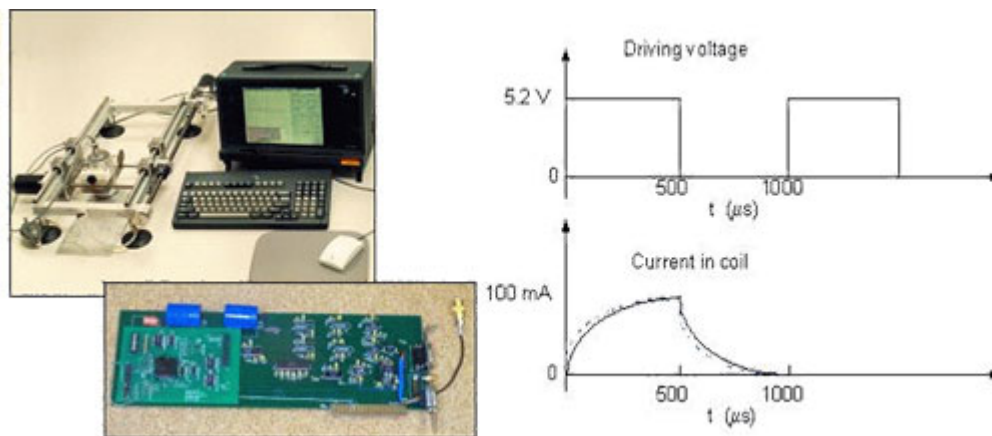 Driving voltage
5.2 V
0
500
1000
t (μs)
Current in coil
100 mA
0
500
1000
t (μs)